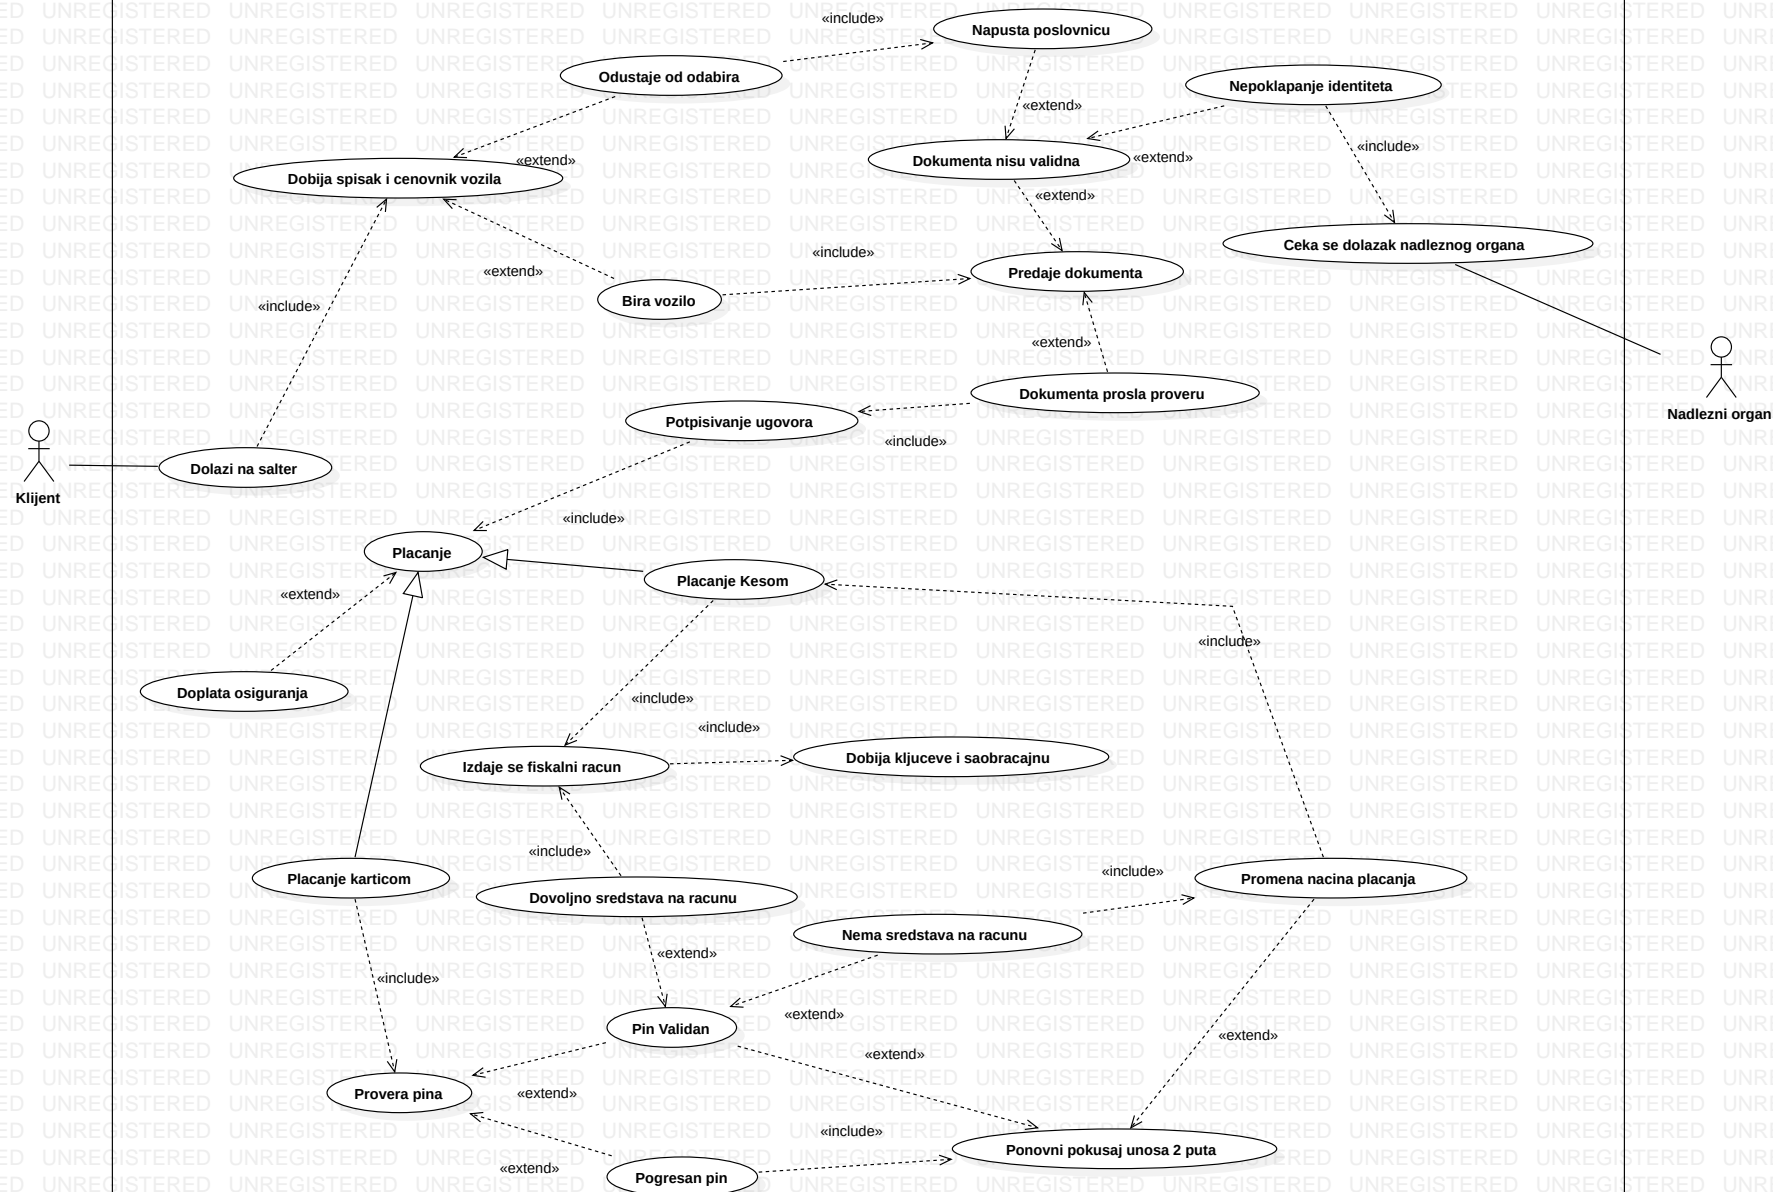 «include»
Napusta poslovnicu
Odustaje od odabira
Nepoklapanje identiteta
«extend»
«include»
«extend»
Dokumenta nisu validna
«extend»
Dobija spisak i cenovnik vozila
«extend»
Ceka se dolazak nadleznog organa
«include»
«extend»
Predaje dokumenta
Bira vozilo
«include»
«extend»
Dokumenta prosla proveru
Nadlezni organ
Potpisivanje ugovora
«include»
Dolazi na salter
Klijent
«include»
Placanje
Placanje Kesom
«extend»
«include»
Doplata osiguranja
«include»
«include»
Dobija kljuceve i saobracajnu
Izdaje se fiskalni racun
«include»
«include»
Placanje karticom
Promena nacina placanja
Dovoljno sredstava na racunu
Nema sredstava na racunu
«extend»
«include»
«extend»
Pin Validan
«extend»
«extend»
Provera pina
«extend»
«include»
Ponovni pokusaj unosa 2 puta
«extend»
Pogresan pin
UNREGISTERED